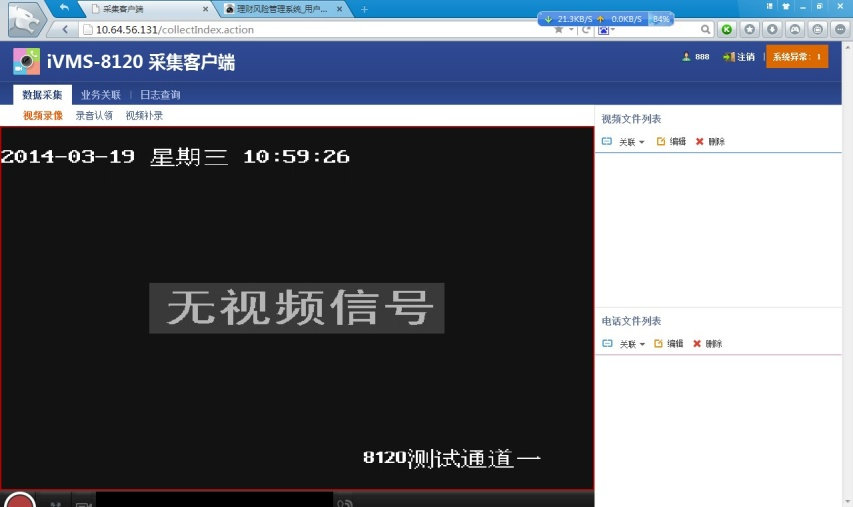 采集客户端
理财风险管理系统_用户...
21.3KB/S 0.0KB/S 84%
10.64.56.131/collectIndex.action
iVMS-8120 采集客户端
888 注销 系统异常: 1
数据采集 业务关联 日志查询
视频录像 录音认领 视频补录
2014-03-19 星期三 10:59:26
无视频信号
8120测试通道一
视频文件列表
关联 编辑 删除
电话文件列表
关联 编辑 删除